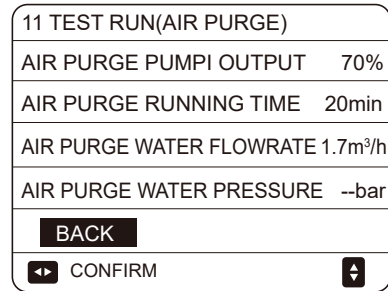 11 TEST RUN(AIR PURGE)
AIR PURGE PUMPI OUTPUT 70%
AIR PURGE RUNNING TIME 20min
AIR PURGE WATER FLOWRATE 1.7m³/h
AIR PURGE WATER PRESSURE --bar
BACK
CONFIRM